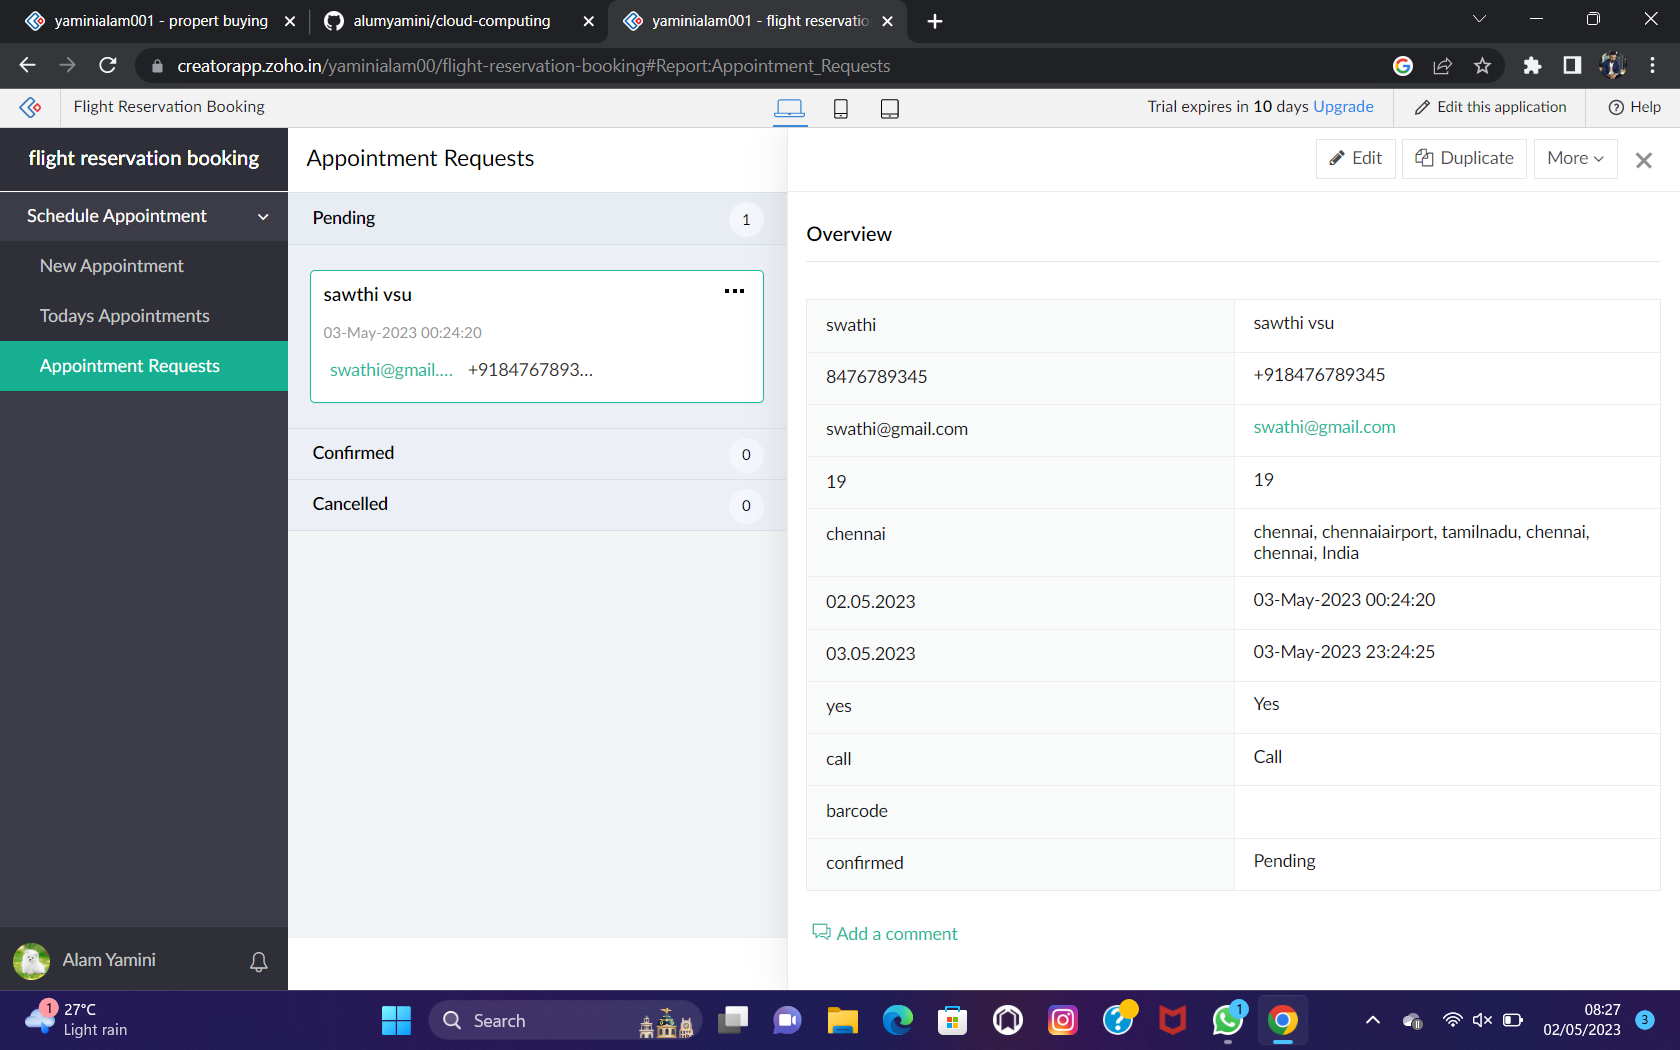 yaminialam001 - propert buying
alumyamini/cloud-computing
yaminialam001 - flight reservatio
creatorapp.zoho.in/yaminialam00/flight-reservation-booking#Report:Appointment_Requests
Flight Reservation Booking
Trial expires in 10 days Upgrade
Edit this application
Help
flight reservation booking
Schedule Appointment
New Appointment
Todays Appointments
Appointment Requests
Alam Yamini
Appointment Requests
Pending 1
sawthi vsu
03-May-2023 00:24:20
swathi@gmail.... +9184767893...
Confirmed 0
Cancelled 0
Edit Duplicate More
Overview
swathi sawthi vsu
8476789345 +918476789345
swathi@gmail.com swathi@gmail.com
19 19
chennai chennai, chennaiairport, tamilnadu, chennai,
chennai, India
02.05.2023 03-May-2023 00:24:20
03.05.2023 03-May-2023 23:24:25
yes Yes
call Call
barcode
confirmed Pending
Add a comment
1 27°C
Light rain
Search
1
08:27
02/05/2023
3